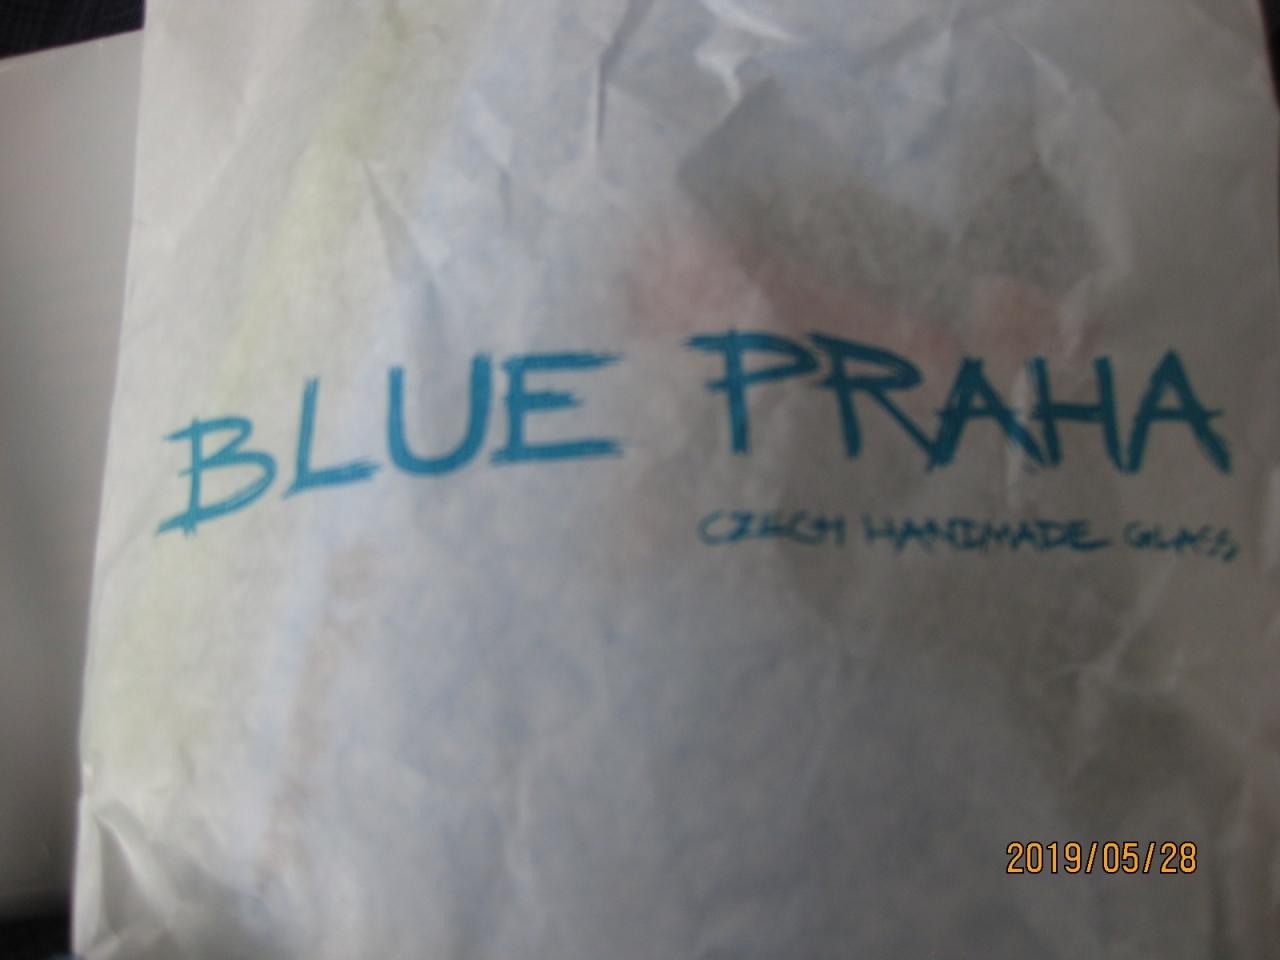 BLUE PRAHA
CZECH HANDMADE GLASS
2019/05/28